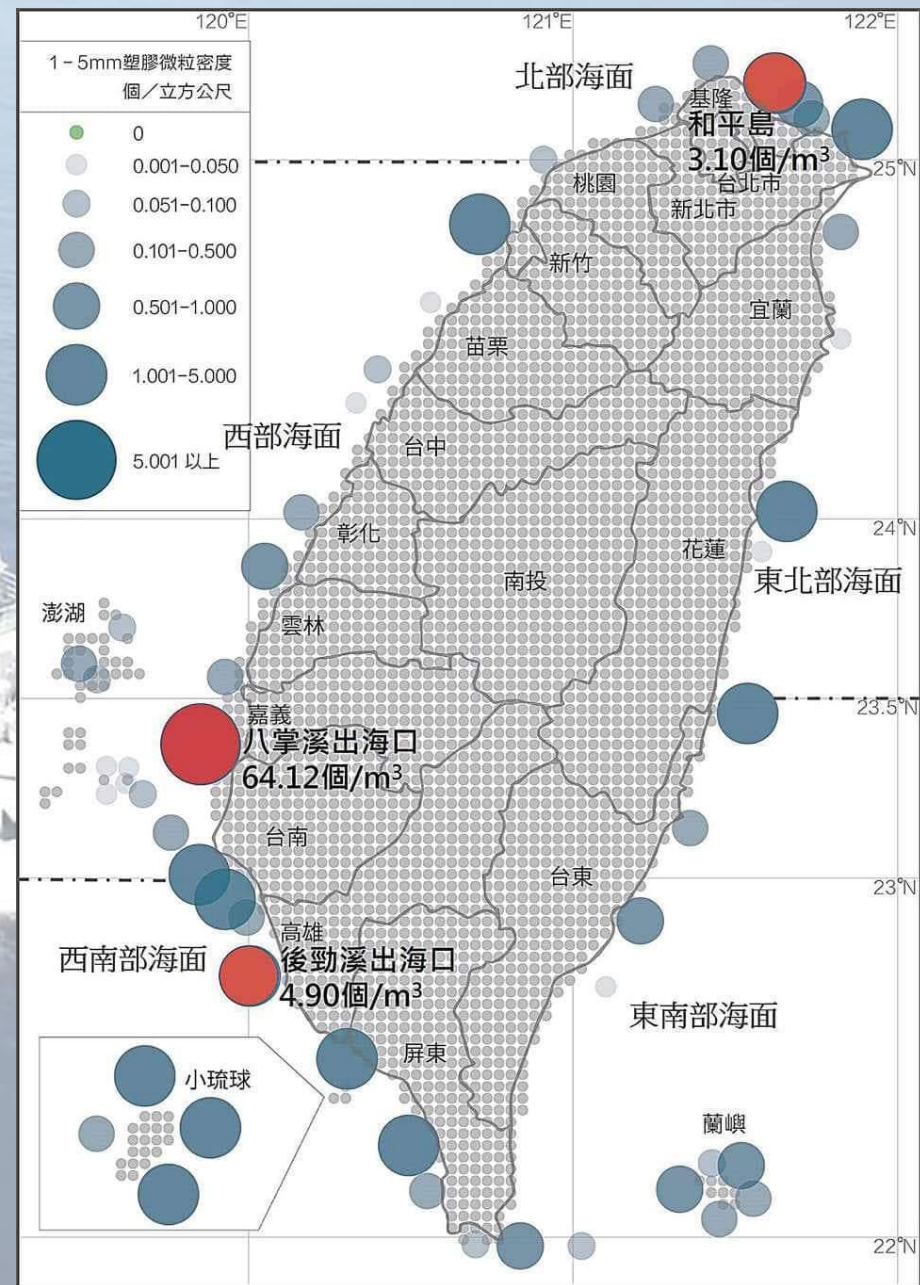 120°E
121°E
122°E
1-5mm塑膠微粒密度
個／立方公尺
0
0.001-0.050
0.051-0.100
0.101-0.500
0.501-1.000
1.001-5.000
5.001 以上
北部海面
基隆
和平島
3.10個/m³
台北市
25°N
桃園
新北市
新竹
宜蘭
苗栗
西部海面
台中
24°N
彰化
花蓮
南投
東北部海面
澎湖
雲林
23.5°N
嘉義
八掌溪出海口
64.12個/m³
台南
台東
23°N
高雄
西南部海面
後勁溪出海口
4.90個/m³
東南部海面
屏東
小琉球
蘭嶼
22°N